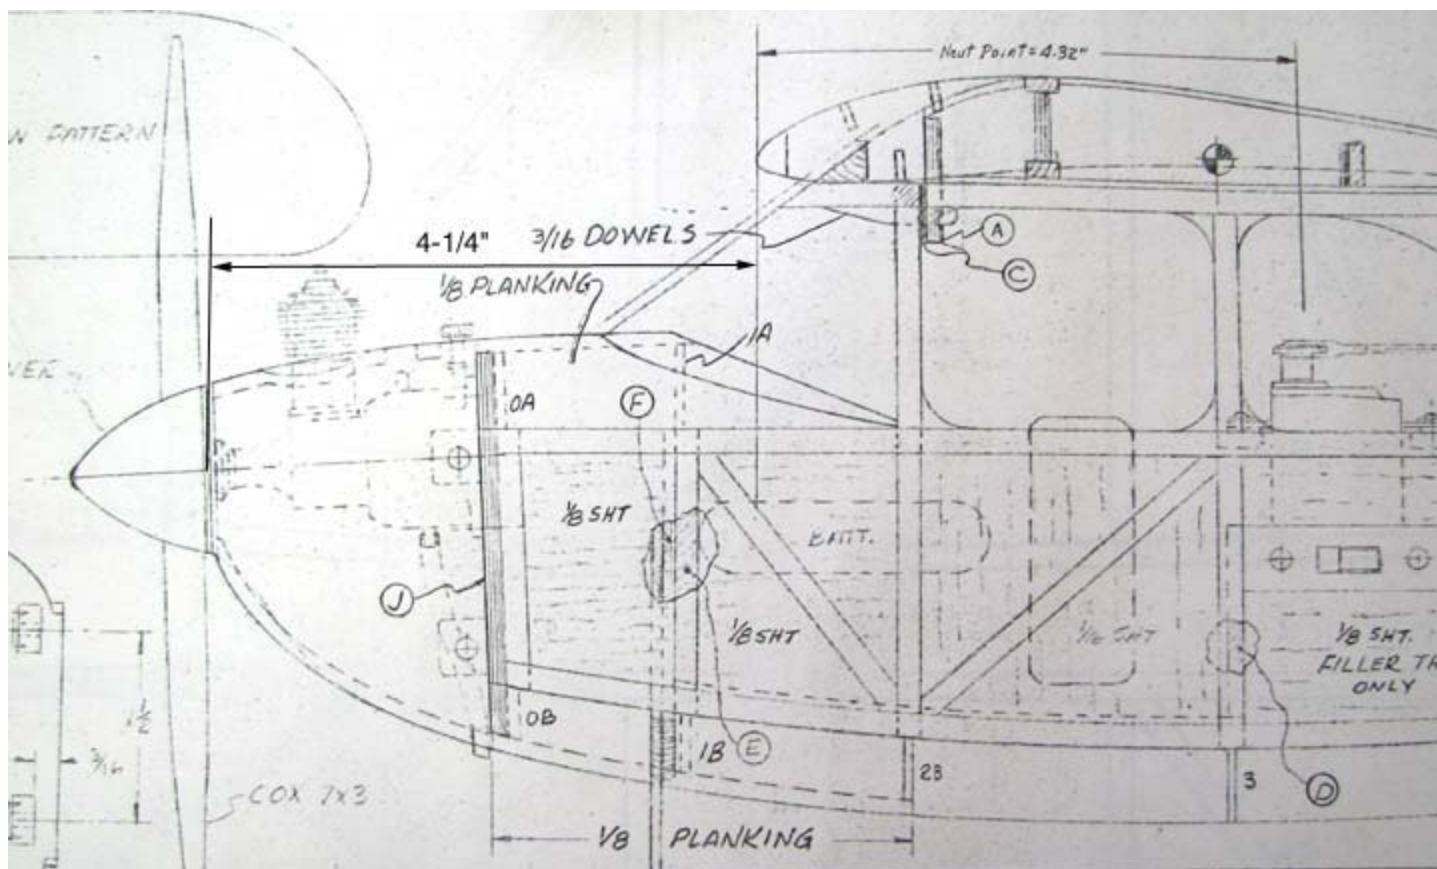 Neut Point = 4.32"
PATTERN
4-1/4"
3/16 DOWELS
A
C
1/8 PLANKING
1A
0A
F
1/8 SHT
BATT.
J
1/8 SHT
1/16 SHT
1/8 SHT.
FILLER
ONLY
0B
1B
E
2B
3
D
1/2
3/16
COX 7x3
1/8 PLANKING